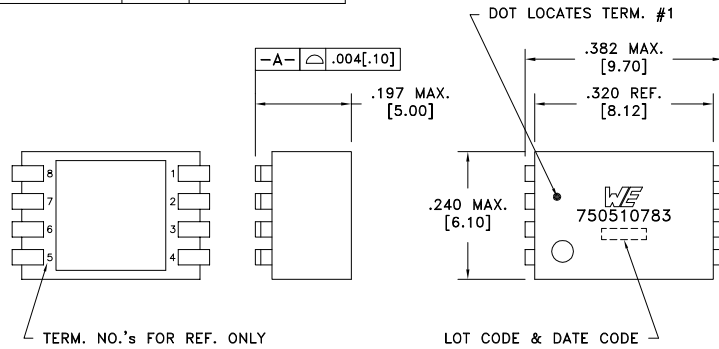 DOT LOCATES TERM. #1
-A- ⌓ .004[.10]
.197 MAX.
[5.00]
.382 MAX.
[9.70]
.320 REF.
[8.12]
.240 MAX.
[6.10]
8 1
7 2
6 3
5 4
WE
750510783
TERM. NO.'s FOR REF. ONLY
LOT CODE & DATE CODE